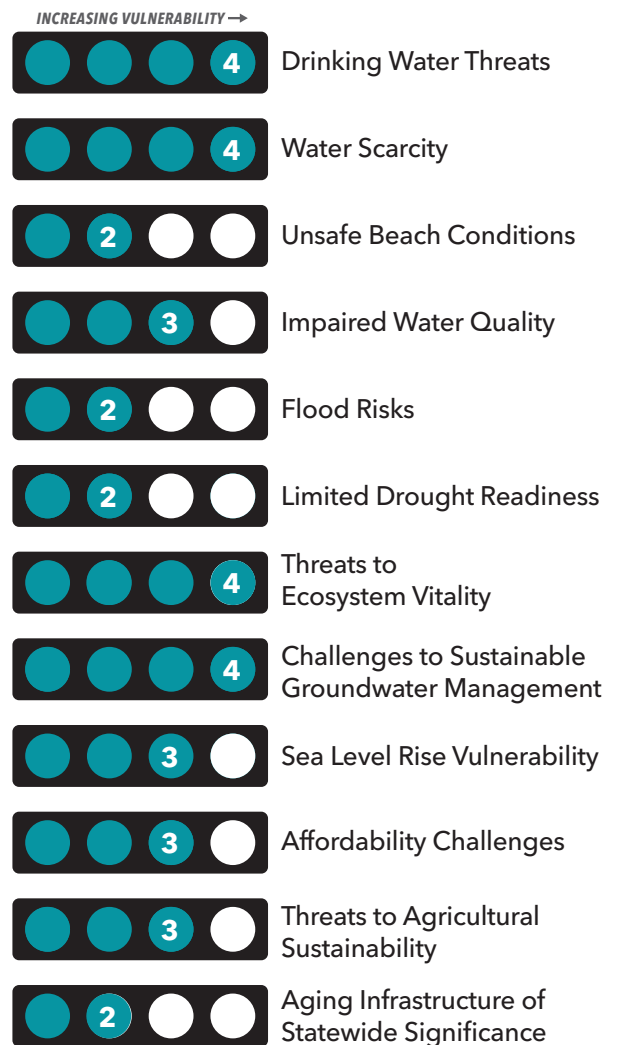 INCREASING VULNERABILITY →
4 Drinking Water Threats
4 Water Scarcity
2 Unsafe Beach Conditions
3 Impaired Water Quality
2 Flood Risks
2 Limited Drought Readiness
4 Threats to
Ecosystem Vitality
4 Challenges to Sustainable
Groundwater Management
3 Sea Level Rise Vulnerability
3 Affordability Challenges
3 Threats to Agricultural
Sustainability
2 Aging Infrastructure of
Statewide Significance